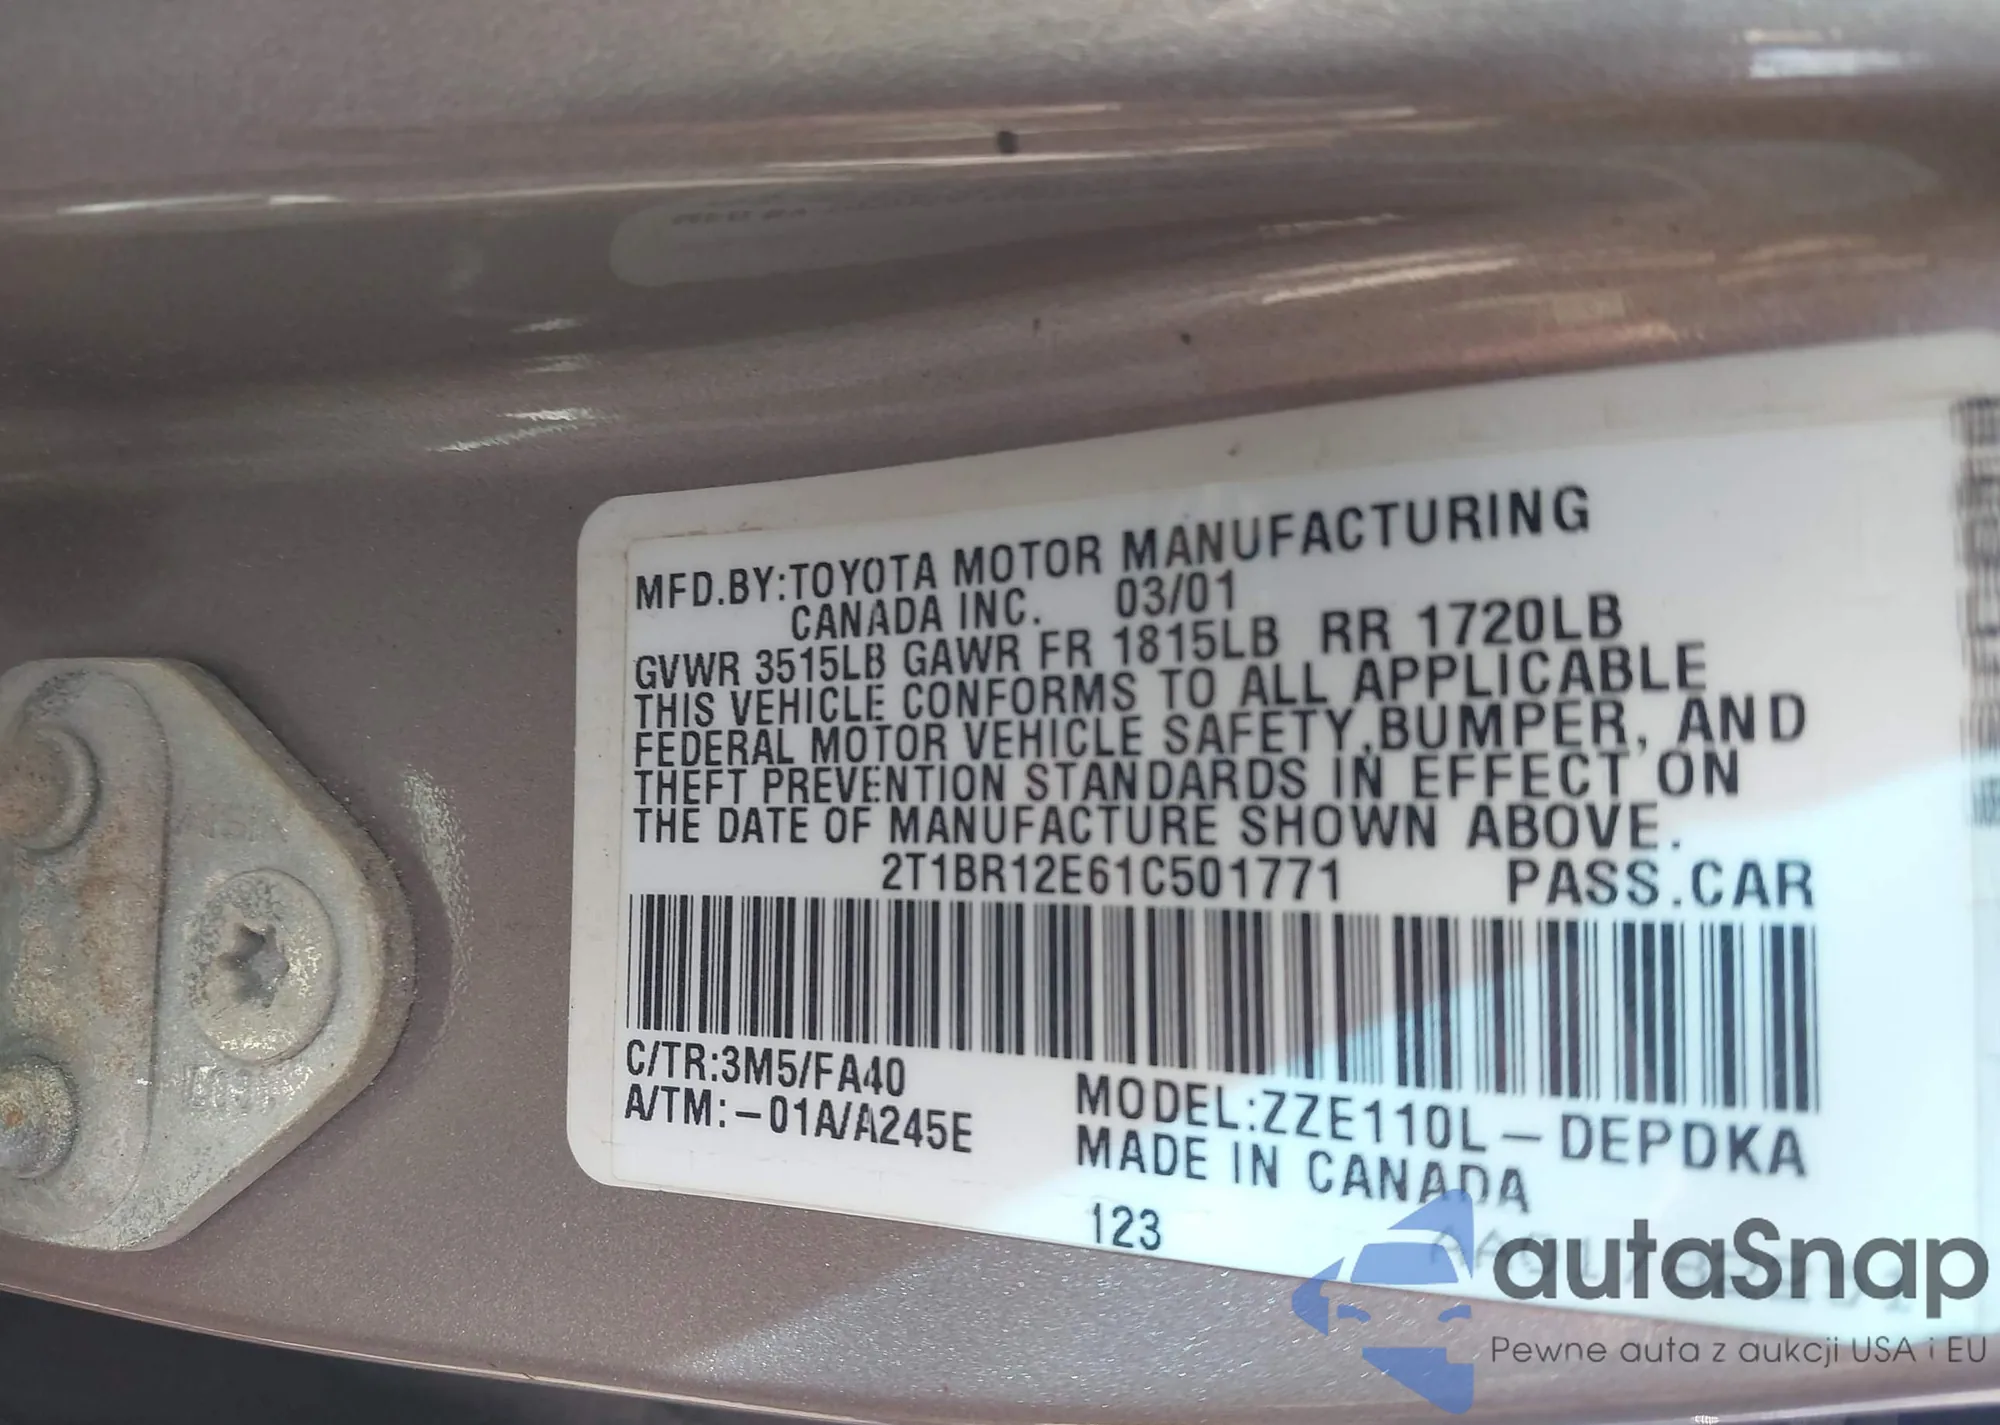 MFD.BY:TOYOTA MOTOR MANUFACTURING
CANADA INC. 03/01
GVWR 3515LB GAWR FR 1815LB RR 1720LB
THIS VEHICLE CONFORMS TO ALL APPLICABLE
FEDERAL MOTOR VEHICLE SAFETY,BUMPER, AND
THEFT PREVENTION STANDARDS IN EFFECT ON
THE DATE OF MANUFACTURE SHOWN ABOVE.
2T1BR12E61C501771 PASS.CAR
C/TR:3M5/FA40
A/TM:-01A/A245E
MODEL:ZZE110L-DEPDKA
MADE IN CANADA
123
autaSnap
Pewne auta z aukcji USA i EU